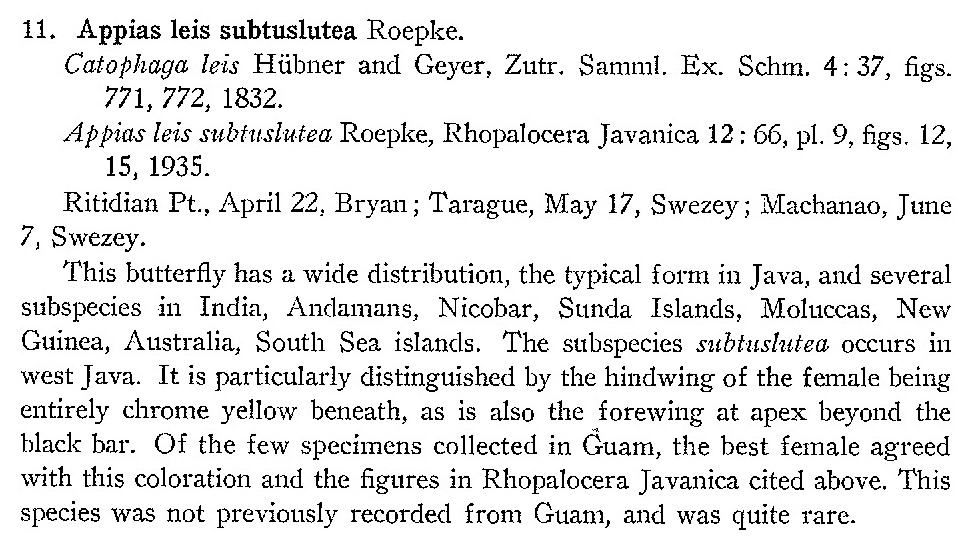 11. Appias leis subtuslutea Roepke.
Catophaga leis Hübner and Geyer, Zutr. Samml. Ex. Schm. 4: 37, figs.
771, 772, 1832.
Appias leis subtuslutea Roepke, Rhopalocera Javanica 12: 66, pl. 9, figs. 12,
15, 1935.
Ritidian Pt., April 22, Bryan; Tarague, May 17, Swezey; Machanao, June
7, Swezey.
This butterfly has a wide distribution, the typical form in Java, and several
subspecies in India, Andamans, Nicobar, Sunda Islands, Moluccas, New
Guinea, Australia, South Sea islands. The subspecies subtuslutea occurs in
west Java. It is particularly distinguished by the hindwing of the female being
entirely chrome yellow beneath, as is also the forewing at apex beyond the
black bar. Of the few specimens collected in Guam, the best female agreed
with this coloration and the figures in Rhopalocera Javanica cited above. This
species was not previously recorded from Guam, and was quite rare.